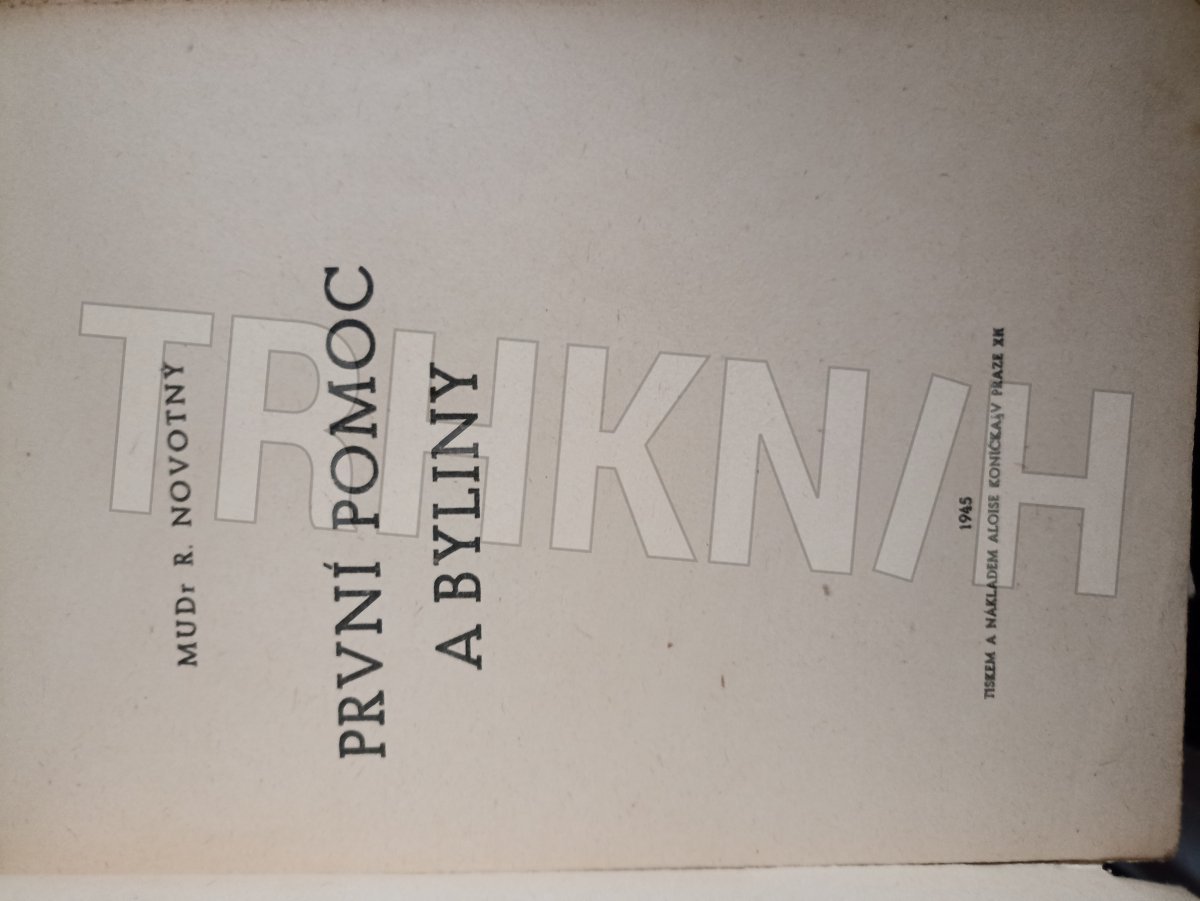 MUDr R. NOVOTNÝ
PRVNÍ POMOC
A BYLINY
1945
TISKEM A NÁKLADEM ALOISE KONÍČKA, V PRAZE XII
TRHKNIH